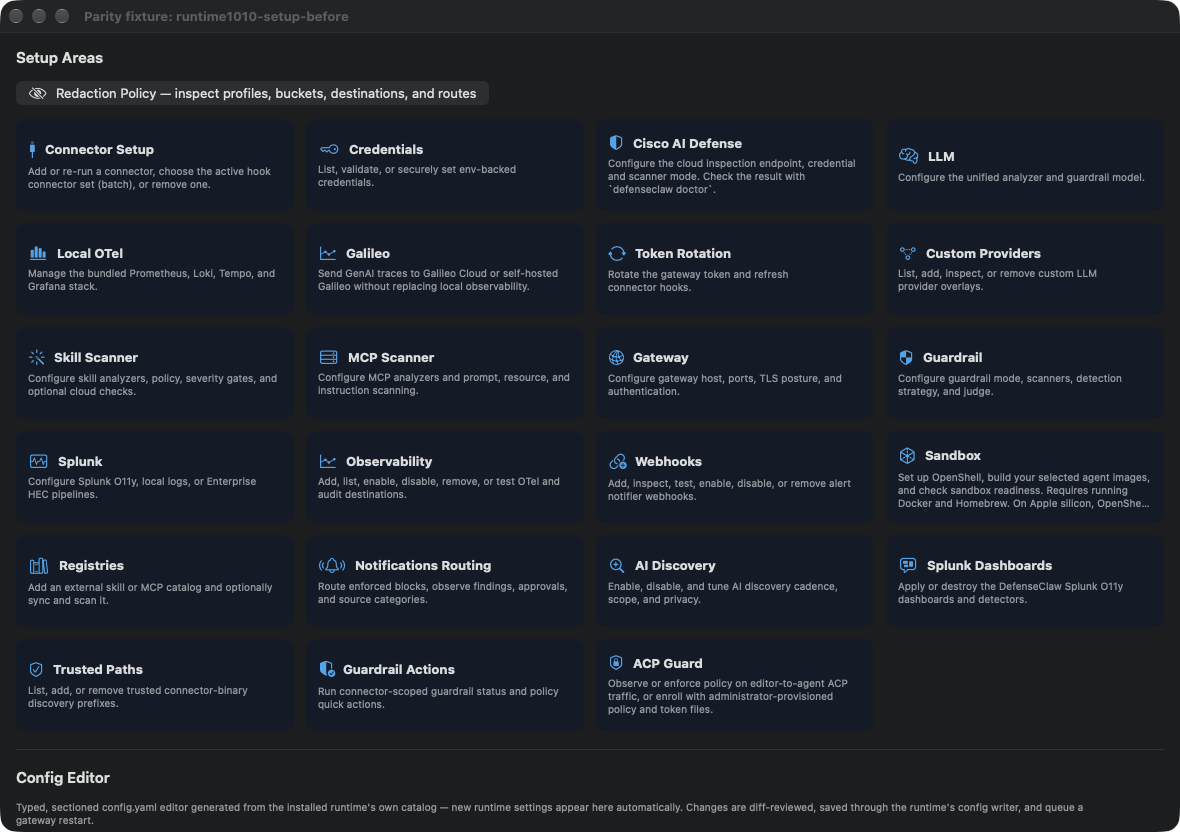 Parity fixture: runtime1010-setup-before
Setup Areas
Redaction Policy — inspect profiles, buckets, destinations, and routes
Connector Setup
Add or re-run a connector, choose the active hook
connector set (batch), or remove one.
Credentials
List, validate, or securely set env-backed
credentials.
Cisco AI Defense
Configure the cloud inspection endpoint, credential
and scanner mode. Check the result with
`defenseclaw doctor`.
LLM
Configure the unified analyzer and guardrail model.
Local OTel
Manage the bundled Prometheus, Loki, Tempo, and
Grafana stack.
Galileo
Send GenAI traces to Galileo Cloud or self-hosted
Galileo without replacing local observability.
Token Rotation
Rotate the gateway token and refresh
connector hooks.
Custom Providers
List, add, inspect, or remove custom LLM
provider overlays.
Skill Scanner
Configure skill analyzers, policy, severity gates, and
optional cloud checks.
MCP Scanner
Configure MCP analyzers and prompt, resource, and
instruction scanning.
Gateway
Configure gateway host, ports, TLS posture, and
authentication.
Guardrail
Configure guardrail mode, scanners, detection
strategy, and judge.
Splunk
Configure Splunk O11y, local logs, or Enterprise
HEC pipelines.
Observability
Add, list, enable, disable, remove, or test OTel and
audit destinations.
Webhooks
Add, inspect, test, enable, disable, or remove alert
notifier webhooks.
Sandbox
Set up OpenShell, build your selected agent images,
and check sandbox readiness. Requires running
Docker and Homebrew. On Apple silicon, OpenShe...
Registries
Add an external skill or MCP catalog and optionally
sync and scan it.
Notifications Routing
Route enforced blocks, observe findings, approvals,
and source categories.
AI Discovery
Enable, disable, and tune AI discovery cadence,
scope, and privacy.
Splunk Dashboards
Apply or destroy the DefenseClaw Splunk O11y
dashboards and detectors.
Trusted Paths
List, add, or remove trusted connector-binary
discovery prefixes.
Guardrail Actions
Run connector-scoped guardrail status and policy
quick actions.
ACP Guard
Observe or enforce policy on editor-to-agent ACP
traffic, or enroll with administrator-provisioned
policy and token files.
Config Editor
Typed, sectioned config.yaml editor generated from the installed runtime's own catalog — new runtime settings appear here automatically. Changes are diff-reviewed, saved through the runtime's config writer, and queue a
gateway restart.